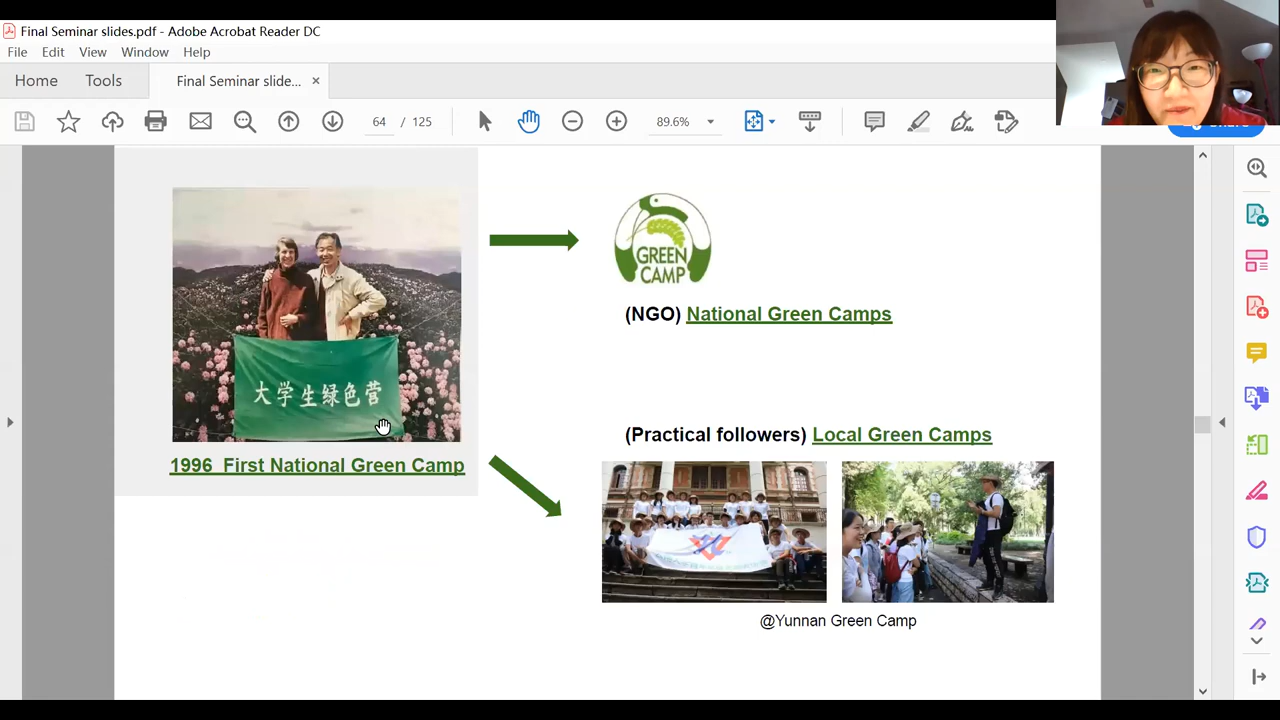 Final Seminar slides.pdf - Adobe Acrobat Reader DC
File Edit View Window Help
Home Tools Final Seminar slide... ×
64 / 125 89.6%
GREEN
CAMP
(NGO) National Green Camps
大学生绿色营
(Practical followers) Local Green Camps
1996 First National Green Camp
@Yunnan Green Camp